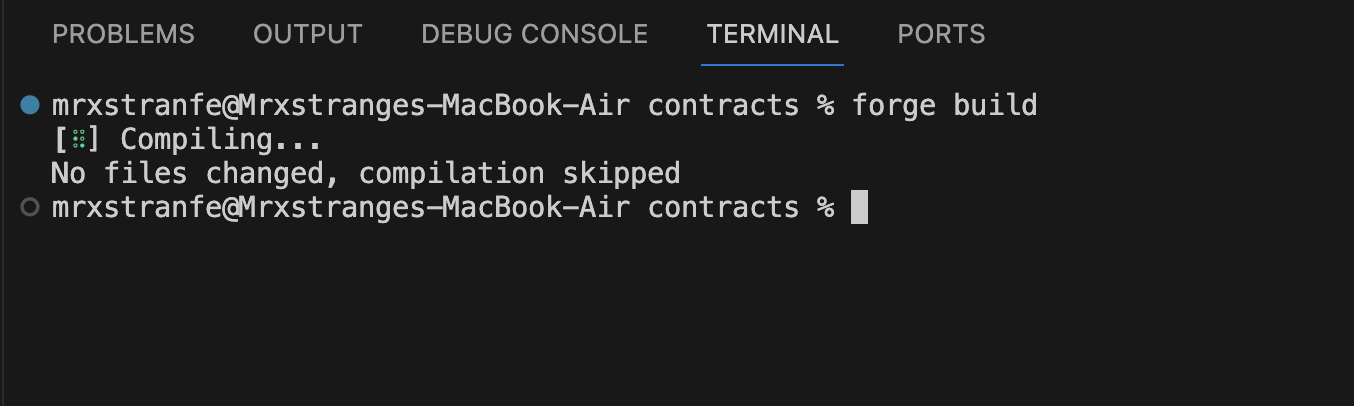 PROBLEMS OUTPUT DEBUG CONSOLE TERMINAL PORTS
mrxstranfe@Mrxstranges-MacBook-Air contracts % forge build
[⠿] Compiling...
No files changed, compilation skipped
mrxstranfe@Mrxstranges-MacBook-Air contracts %